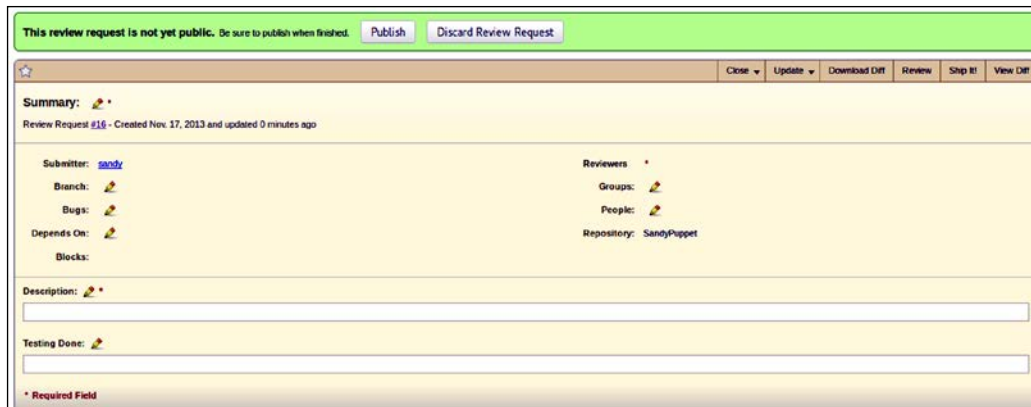 This review request is not yet public. Be sure to publish when finished. Publish Discard Review Request
Close Update Download Diff Review Ship It! View Diff
Summary: *
Review Request #16 - Created Nov. 17, 2013 and updated 0 minutes ago
Submitter: sandy Reviewers *
Branch: Groups:
Bugs: People:
Depends On: Repository: SandyPuppet
Blocks:
Description: *
Testing Done:
* Required Field